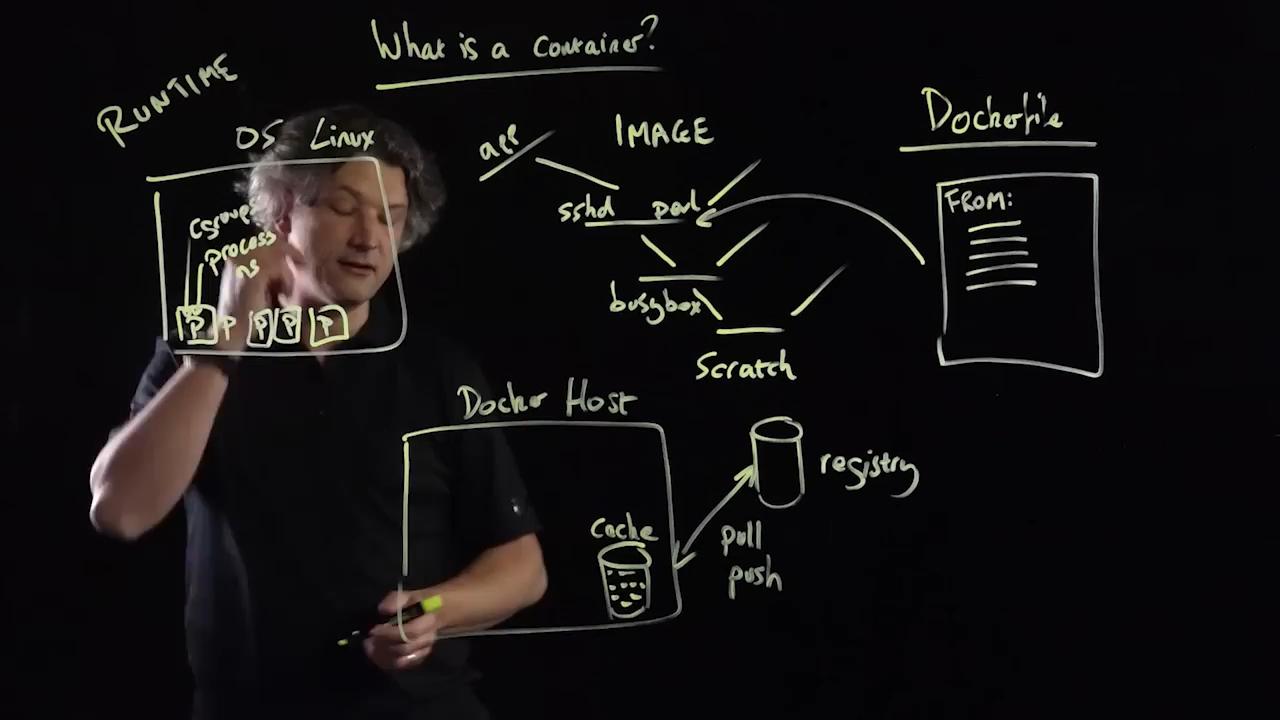 What is a container?
RUNTIME
OS Linux
cgroups
process
ns
P P P P P
IMAGE
app
sshd perl
busybox
Scratch
Dockerfile
FROM:
Docker Host
cache
registry
pull
push